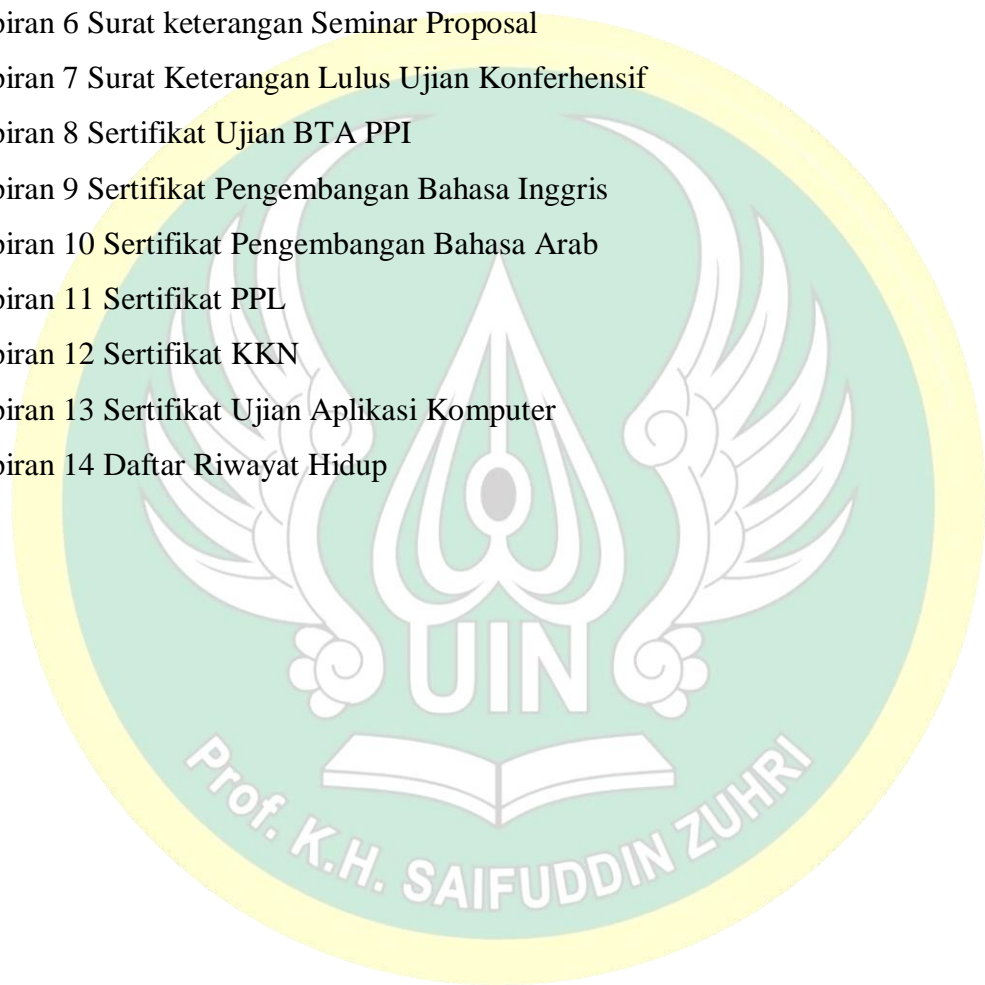 piran 6 Surat keterangan Seminar Proposal
piran 7 Surat Keterangan Lulus Ujian Konferhensif
piran 8 Sertifikat Ujian BTA PPI
piran 9 Sertifikat Pengembangan Bahasa Inggris
piran 10 Sertifikat Pengembangan Bahasa Arab
piran 11 Sertifikat PPL
piran 12 Sertifikat KKN
piran 13 Sertifikat Ujian Aplikasi Komputer
piran 14 Daftar Riwayat Hidup
UIN
Prof. K.H. SAIFUDDIN ZUHRI